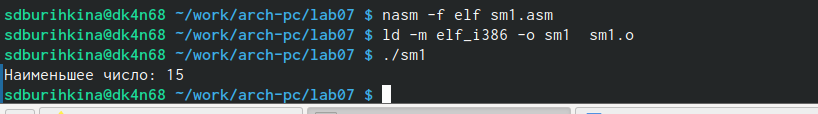 sdburihkina@dk4n68 ~/work/arch-pc/lab07 $ nasm -f elf sm1.asm
sdburihkina@dk4n68 ~/work/arch-pc/lab07 $ ld -m elf_i386 -o sm1  sm1.o
sdburihkina@dk4n68 ~/work/arch-pc/lab07 $ ./sm1
Наименьшее число: 15
sdburihkina@dk4n68 ~/work/arch-pc/lab07 $